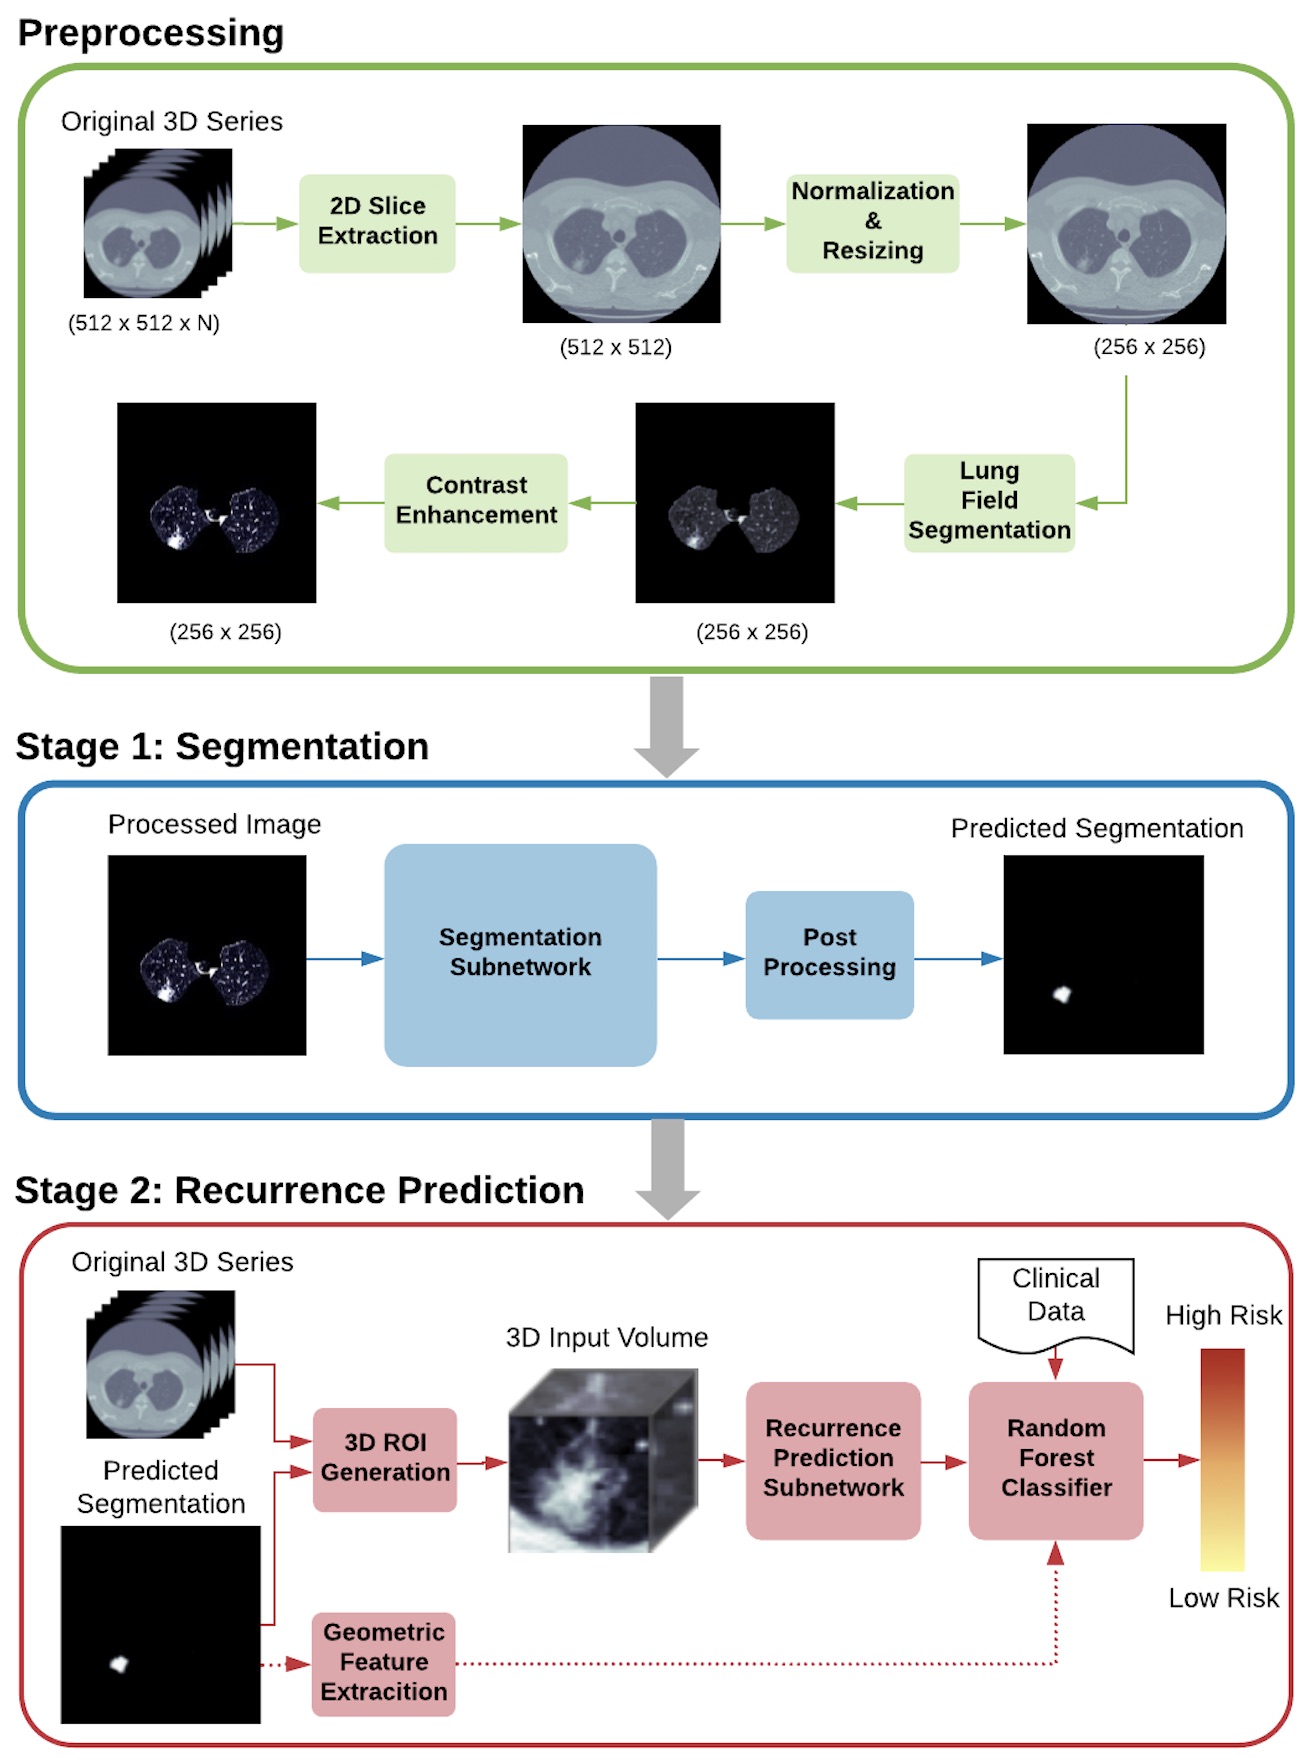 Preprocessing
Original 3D Series
2D Slice
Extraction
Normalization
&
Resizing
(512 x 512 x N)
(512 x 512)
(256 x 256)
Contrast
Enhancement
Lung
Field
Segmentation
(256 x 256)
(256 x 256)
Stage 1: Segmentation
Processed Image
Predicted Segmentation
Segmentation
Subnetwork
Post
Processing
Stage 2: Recurrence Prediction
Original 3D Series
Clinical
Data
High Risk
3D Input Volume
3D ROI
Generation
Recurrence
Prediction
Subnetwork
Random
Forest
Classifier
Predicted
Segmentation
Low Risk
Geometric
Feature
Extracition